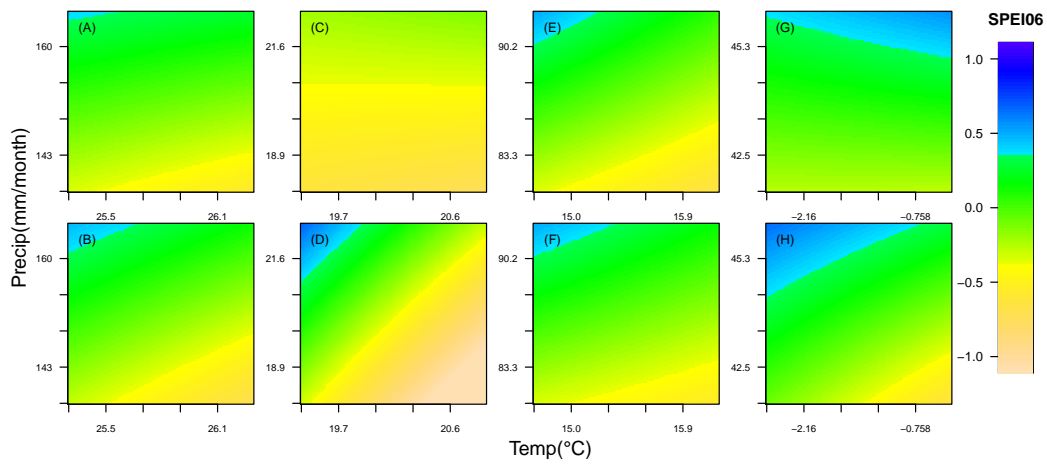 SPEI06
(A)
(C)
(E)
(G)
160
143
21.6
18.9
90.2
83.3
45.3
42.5
25.5 26.1
19.7 20.6
15.0 15.9
−2.16 −0.758
(B)
(D)
(F)
(H)
160
143
21.6
18.9
90.2
83.3
45.3
42.5
25.5 26.1
19.7 20.6
15.0 15.9
−2.16 −0.758
Precip(mm/month)
Temp(°C)
1.0
0.5
0.0
−0.5
−1.0